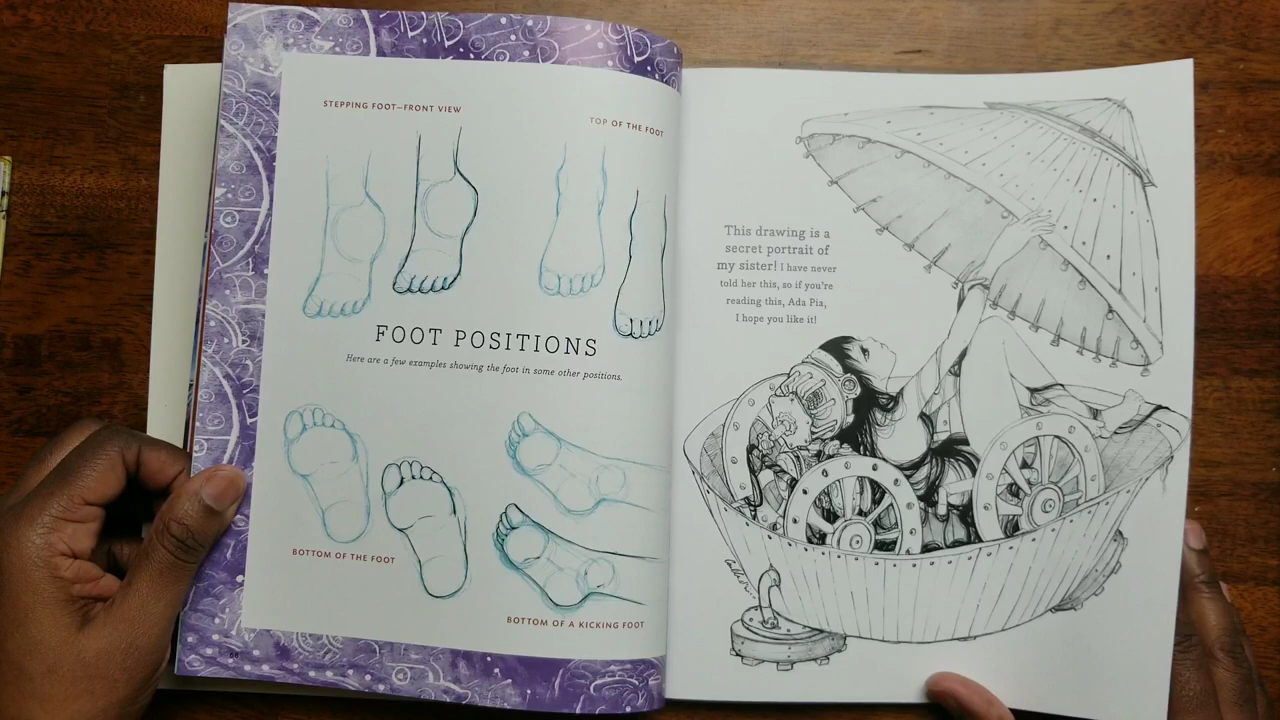 STEPPING FOOT—FRONT VIEW
TOP OF THE FOOT
FOOT POSITIONS
Here are a few examples showing the foot in some other positions.
BOTTOM OF THE FOOT
BOTTOM OF A KICKING FOOT
68
This drawing is a
secret portrait of
my sister! I have never
told her this, so if you're
reading this, Ada Pia,
I hope you like it!